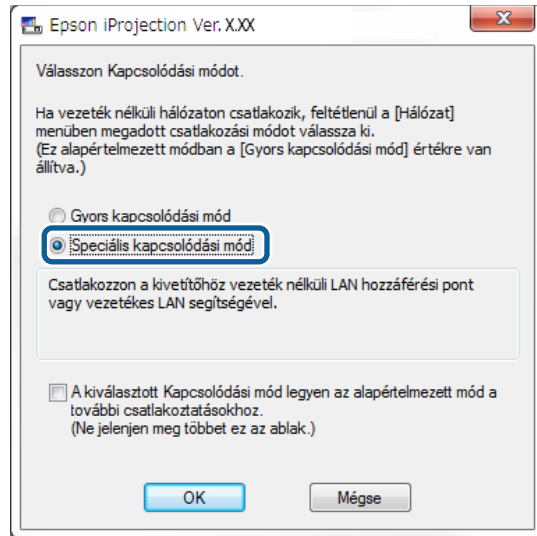 Epson iProjection Ver. X.XX
Válasszon Kapcsolódási módot.
Ha vezeték nélküli hálózaton csatlakozik, feltétlenül a [Hálózat]
menüben megadott csatlakozási módot válassza ki.
(Ez alapértelmezett módban a [Gyors kapcsolódási mód] értékre van
állítva.)
Gyors kapcsolódási mód
Speciális kapcsolódási mód
Csatlakozzon a kivetítőhöz vezeték nélküli LAN hozzáférési pont
vagy vezetékes LAN segítségével.
A kiválasztott Kapcsolódási mód legyen az alapértelmezett mód a
további csatlakoztatásokhoz.
(Ne jelenjen meg többet ez az ablak.)
OK Mégse